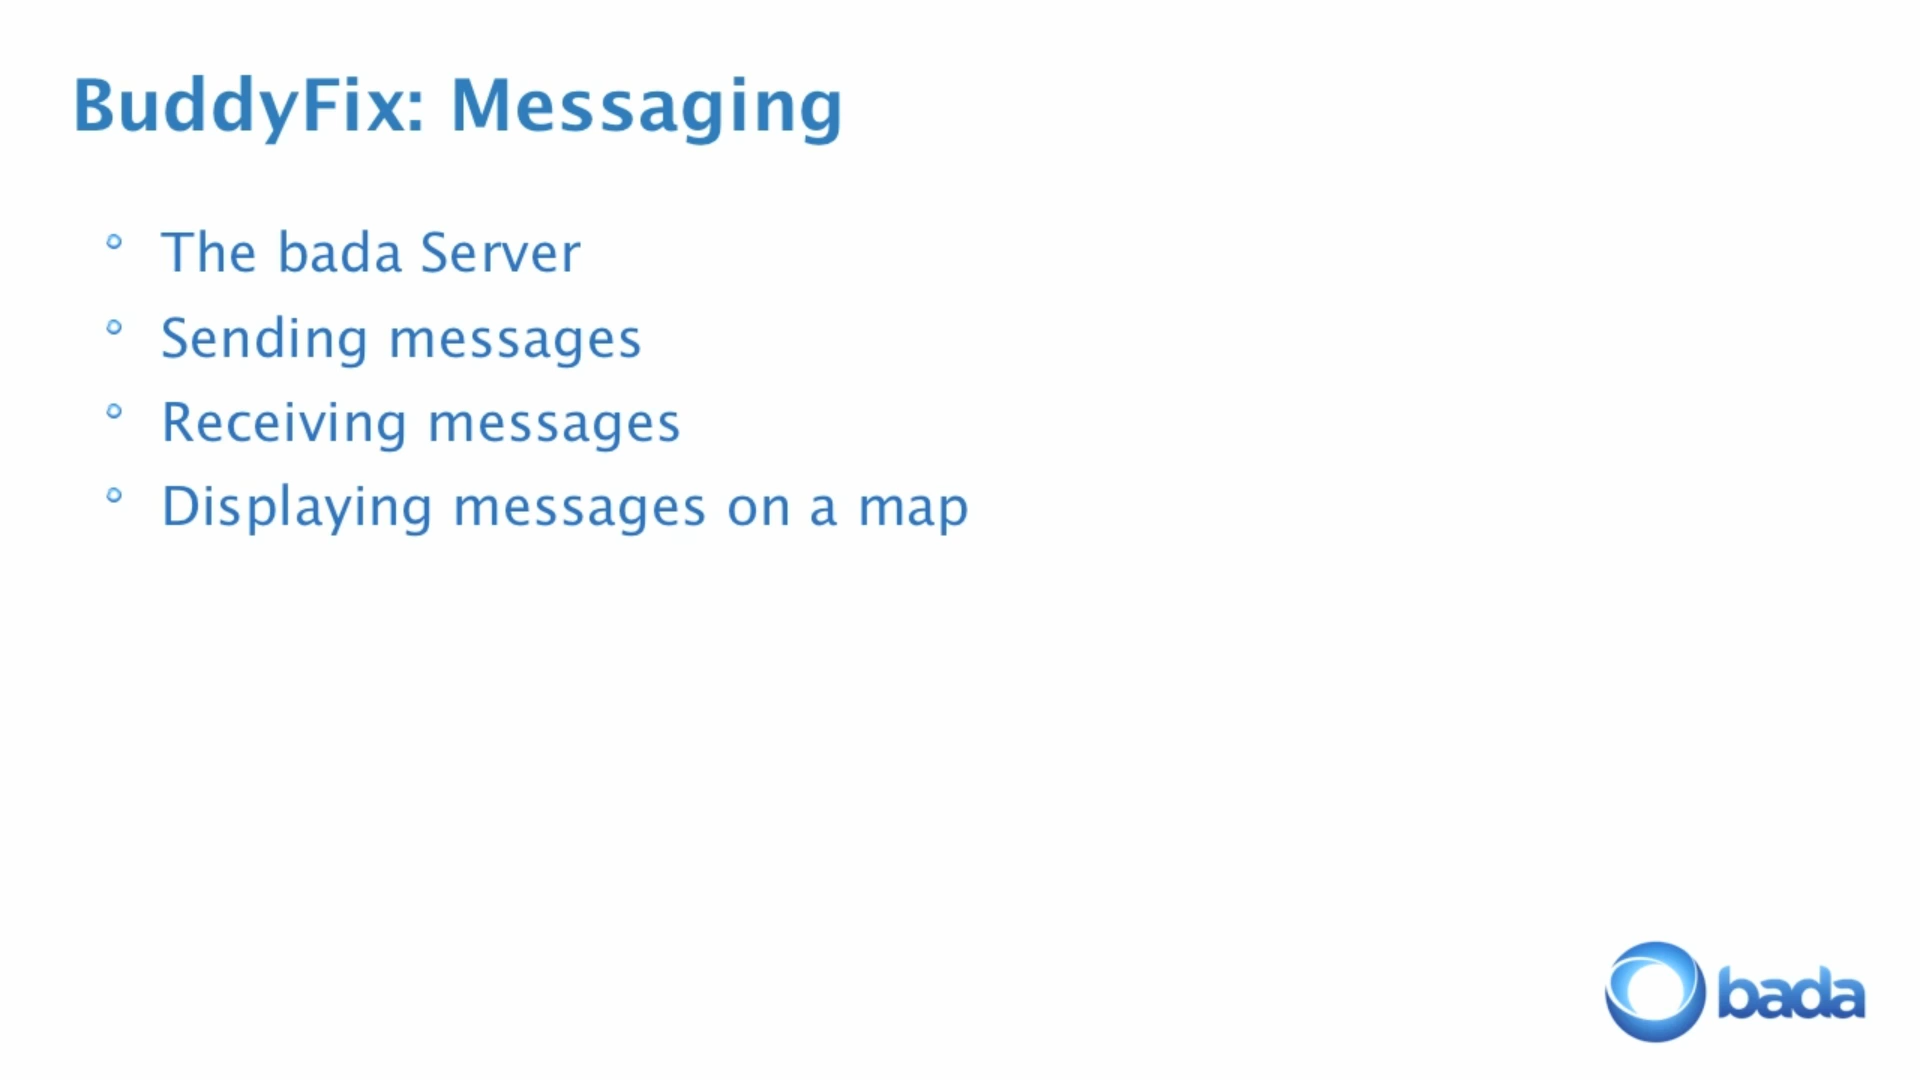 BuddyFix: Messaging
The bada Server
Sending messages
Receiving messages
Displaying messages on a map
bada